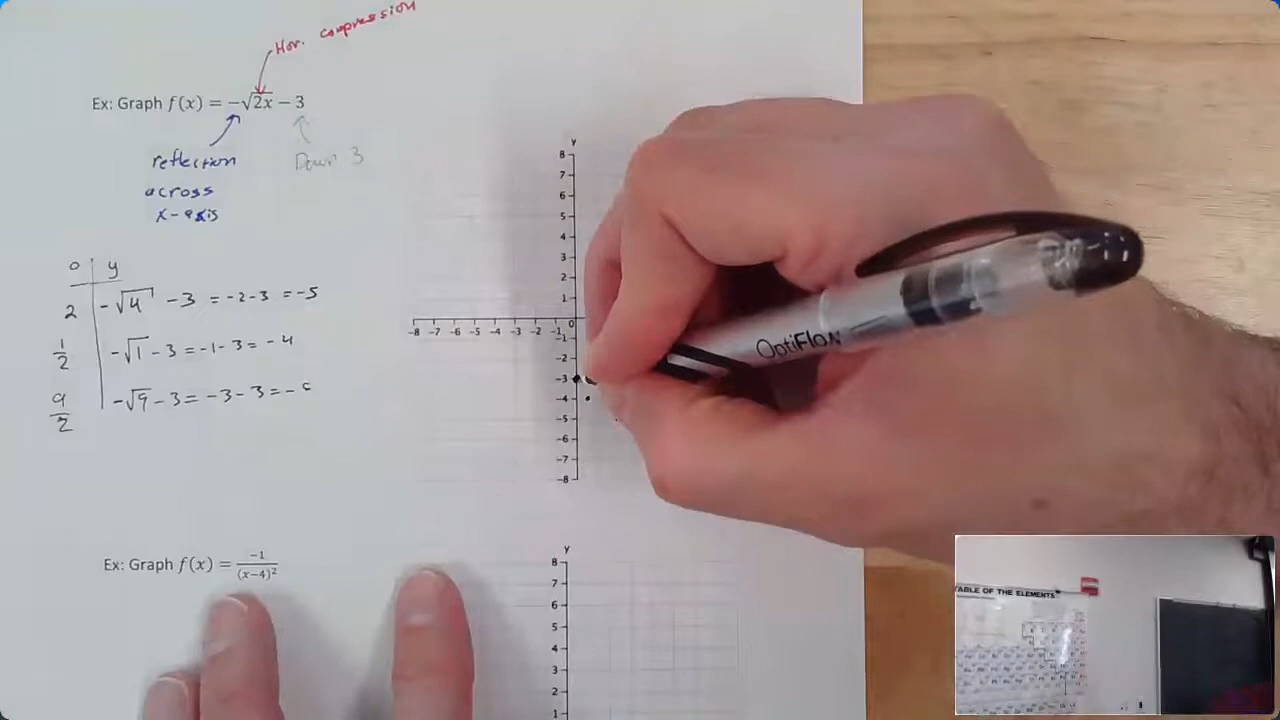 Hor. compression
Ex: Graph f(x) = −√2x − 3
reflection
across
x-axis
Down 3
0 | y
2 | -√4 - 3 = -2-3 = -5
1/2 | -√1 - 3 = -1-3 = -4
9/2 | -√9 - 3 = -3-3 = -
y
8
7
6
5
4
3
2
1
-8 -7 -6 -5 -4 -3 -2 -1 0
-1
-2
-3
-4
-5
-6
-7
-8
OptiFlow
Ex: Graph f(x) = −1/(x−4)²
y
8
7
6
5
4
3
2
1
TABLE OF THE ELEMENTS